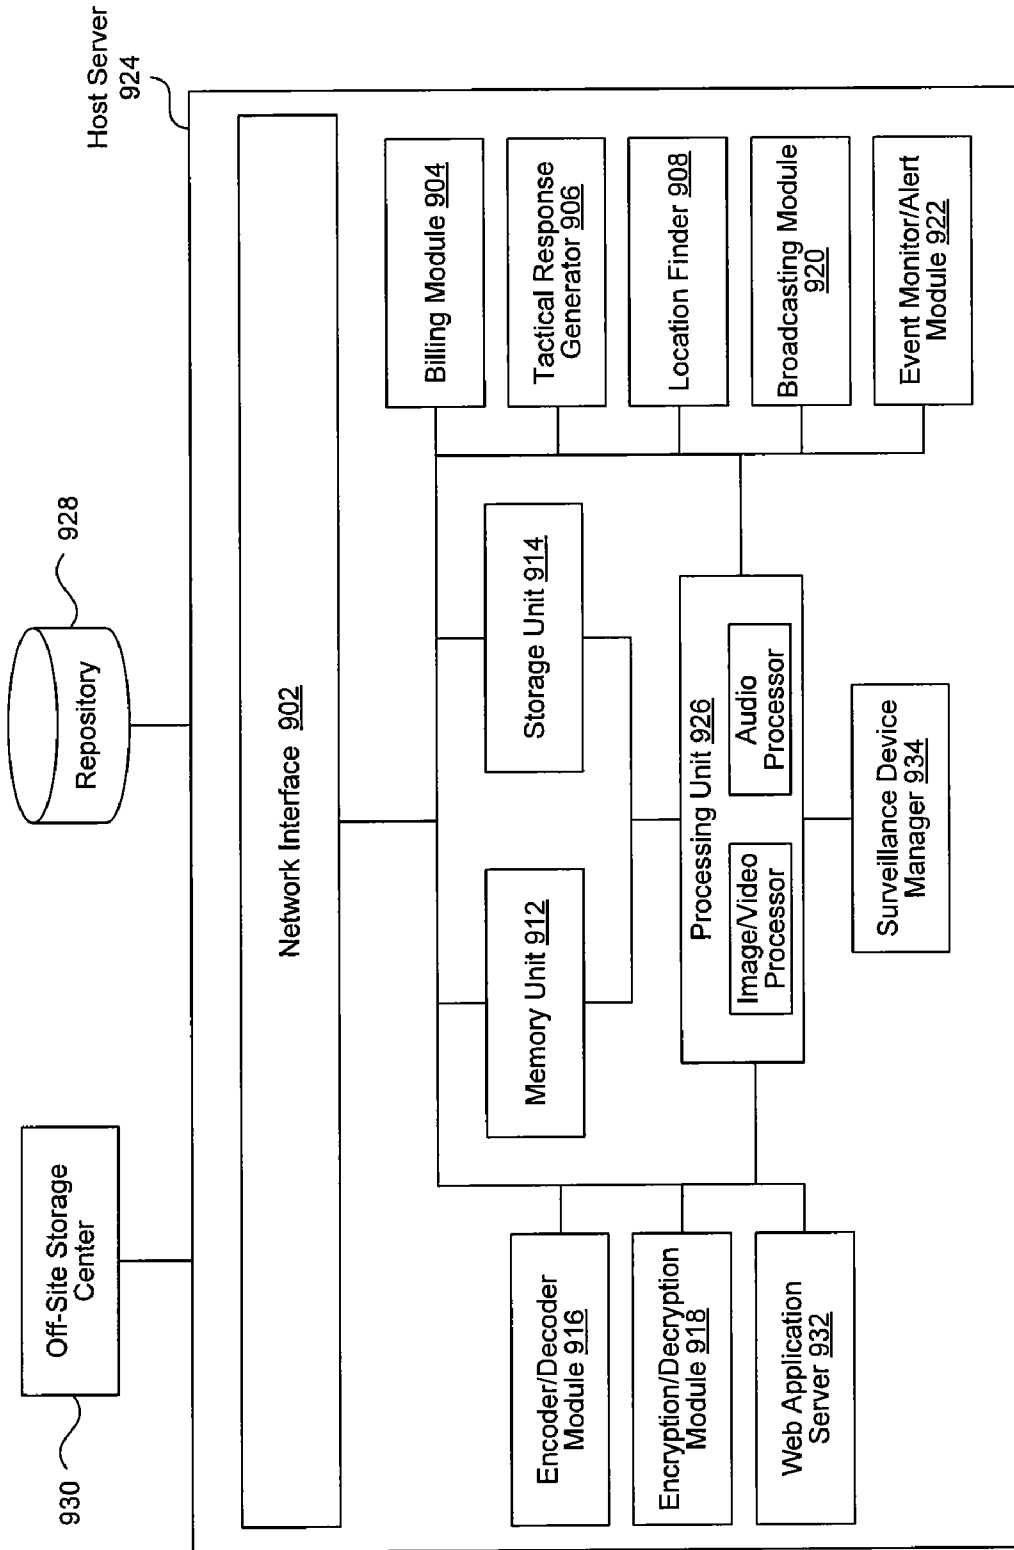 Host Server
924
Off-Site Storage
Center
930
Repository
928
Network Interface 902
Billing Module 904
Tactical Response
Generator 906
Location Finder 908
Broadcasting Module
920
Event Monitor/Alert
Module 922
Memory Unit 912
Storage Unit 914
Processing Unit 926
Image/Video
Processor
Audio
Processor
Surveillance Device
Manager 934
Encoder/Decoder
Module 916
Encryption/Decryption
Module 918
Web Application
Server 932